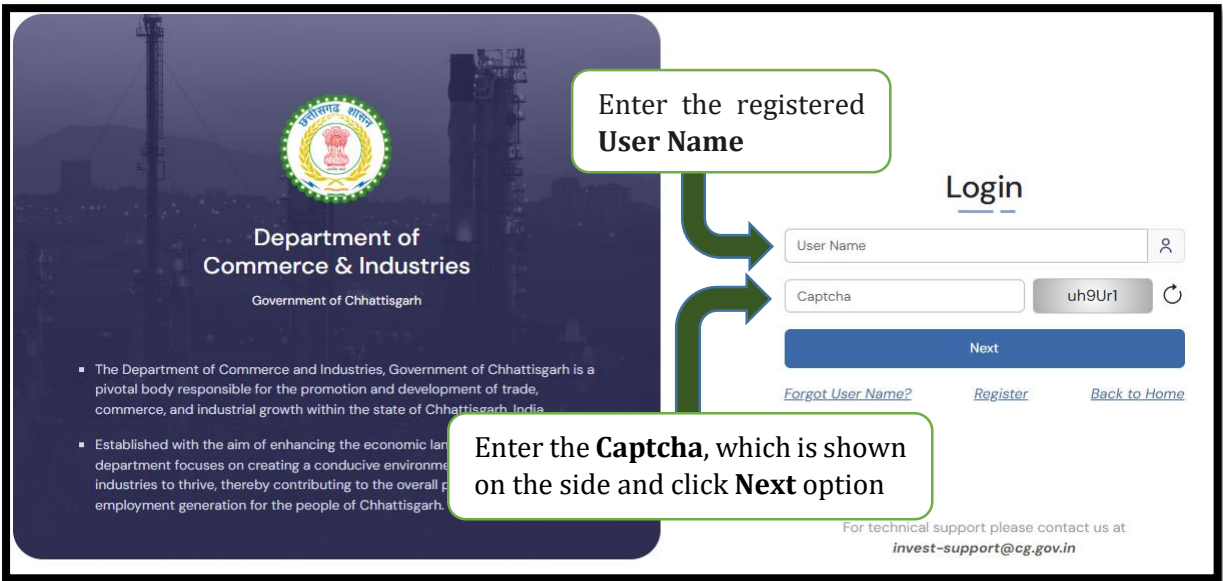 छत्तीसगढ़ शासन
Department of
Commerce & Industries
Government of Chhattisgarh
The Department of Commerce and Industries, Government of Chhattisgarh is a
pivotal body responsible for the promotion and development of trade,
commerce, and industrial growth within the state of Chhattisgarh, India
Established with the aim of enhancing the economic
department focuses on creating a conducive
industries to thrive, thereby contributing to the overall
employment generation for the people of Chhattisgarh.
Enter the registered
User Name
Login
User Name
Captcha
uh9Ur1
Next
Forgot User Name?
Register
Back to Home
Enter the Captcha, which is shown
on the side and click Next option
For technical support please contact us at
invest-support@cg.gov.in